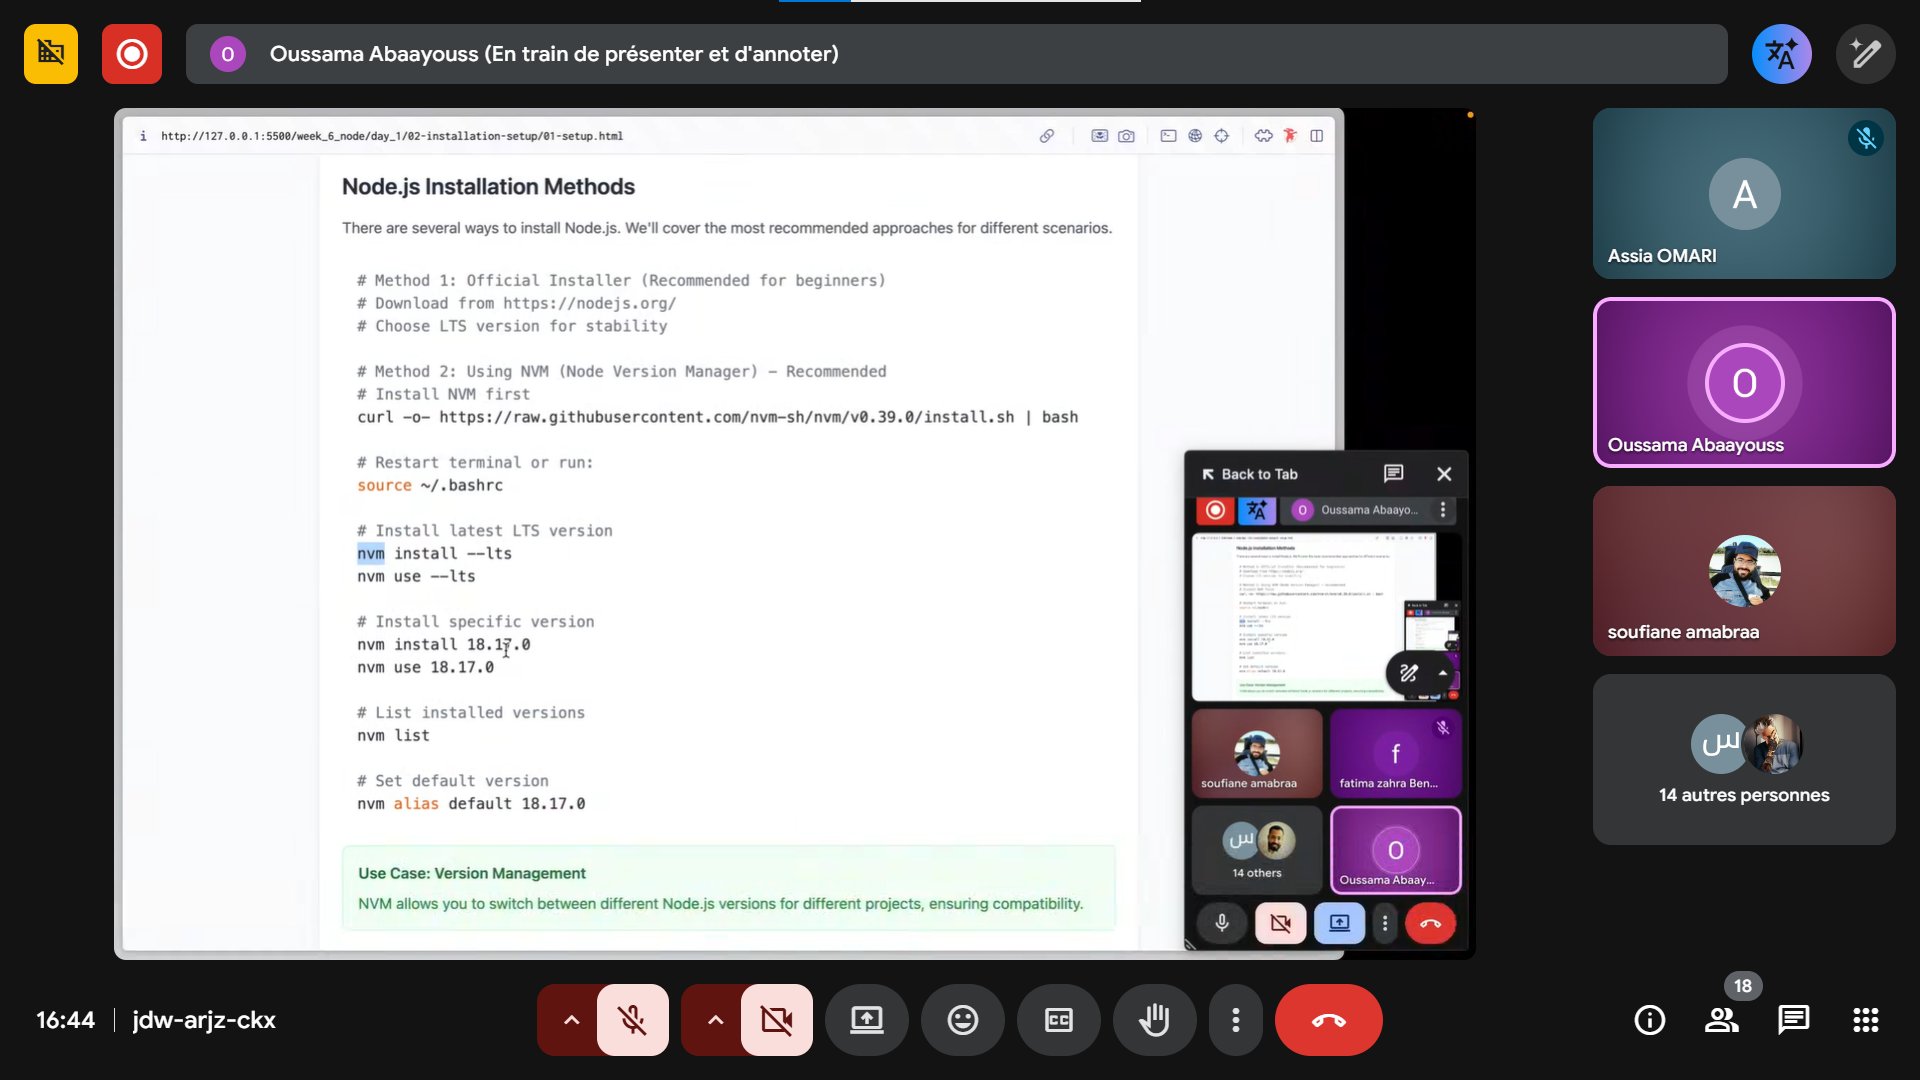 O Oussama Abaayouss (En train de présenter et d'annoter)
i http://127.0.0.1:5500/week_6_node/day_1/02-installation-setup/01-setup.html
Node.js Installation Methods
There are several ways to install Node.js. We'll cover the most recommended approaches for different scenarios.
# Method 1: Official Installer (Recommended for beginners)
# Download from https://nodejs.org/
# Choose LTS version for stability
# Method 2: Using NVM (Node Version Manager) – Recommended
# Install NVM first
curl -o- https://raw.githubusercontent.com/nvm-sh/nvm/v0.39.0/install.sh | bash
# Restart terminal or run:
source ~/.bashrc
# Install latest LTS version
nvm install --lts
nvm use --lts
# Install specific version
nvm install 18.17.0
nvm use 18.17.0
# List installed versions
nvm list
# Set default version
nvm alias default 18.17.0
Use Case: Version Management
NVM allows you to switch between different Node.js versions for different projects, ensuring compatibility.
Back to Tab
O Oussama Abaayo...
Node.js Installation Methods
soufiane amabraa
f
fatima zahra Ben...
س
14 others
O
Oussama Abaay...
A
Assia OMARI
O
Oussama Abaayouss
soufiane amabraa
س
14 autres personnes
16:44 | jdw-arjz-ckx
CC
18